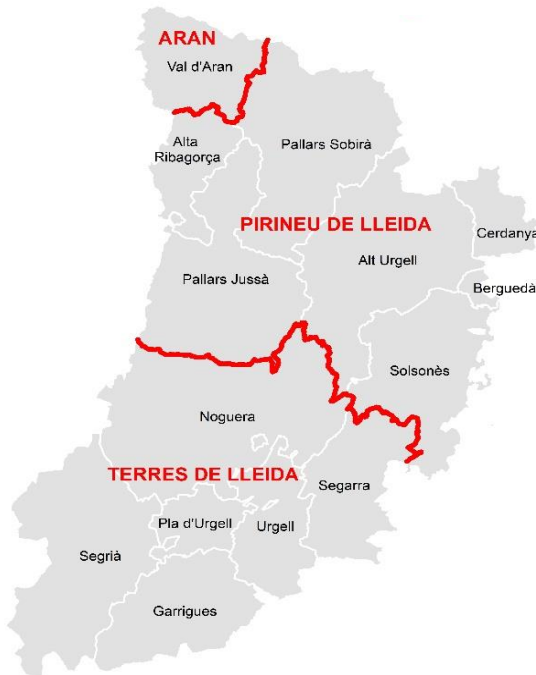 ARAN
Val d'Aran
Alta
Ribagorça
Pallars Sobirà
PIRINEU DE LLEIDA
Cerdanya
Alt Urgell
Pallars Jussà
Berguedà
Solsonès
Noguera
TERRES DE LLEIDA
Segarra
Pla d'Urgell
Urgell
Segrià
Garrigues